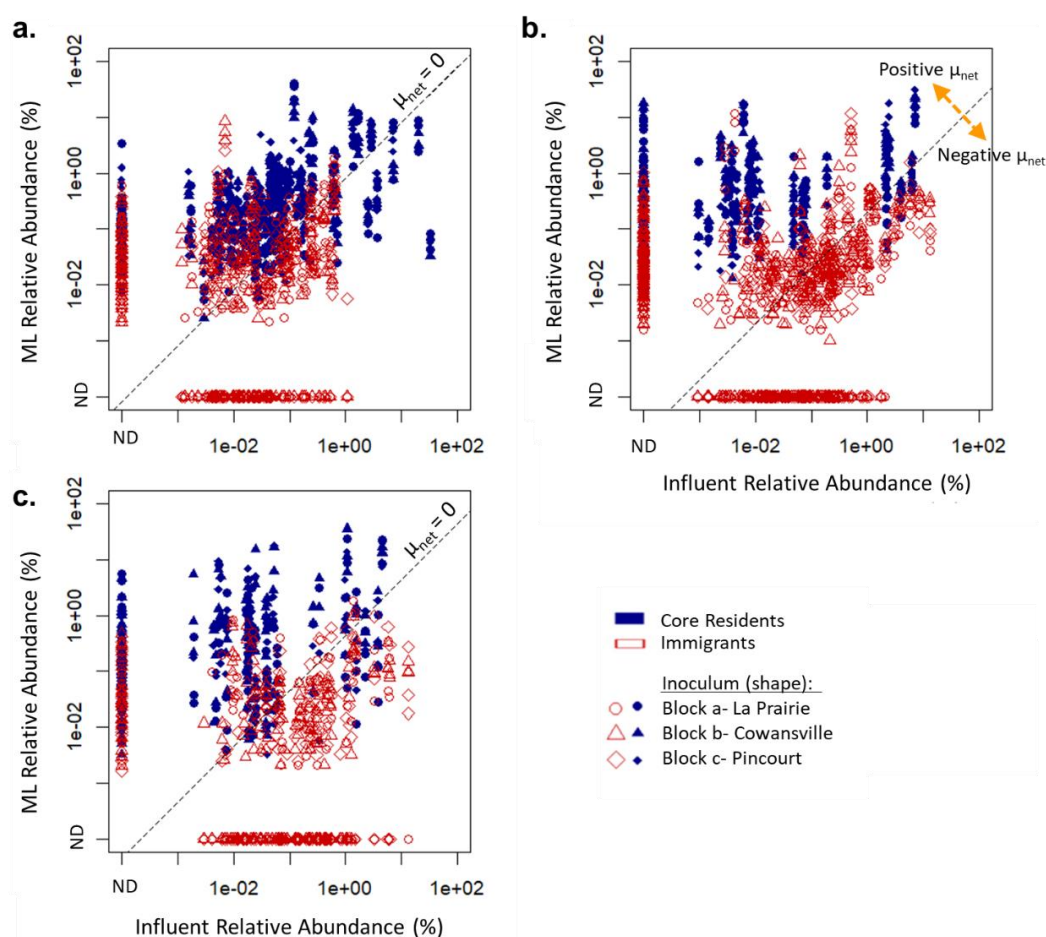 a.
ML Relative Abundance (%)
1e+02
1e+00
1e-02
ND
μnet = 0
ND
1e-02
1e+00
1e+02
b.
ML Relative Abundance (%)
1e+02
1e+00
1e-02
ND
Positive μnet
Negative μnet
ND
1e-02
1e+00
1e+02
Influent Relative Abundance (%)
c.
ML Relative Abundance (%)
1e+02
1e+00
1e-02
ND
μnet = 0
ND
1e-02
1e+00
1e+02
Influent Relative Abundance (%)
Core Residents
Immigrants
Inoculum (shape):
Block a- La Prairie
Block b- Cowansville
Block c- Pincourt